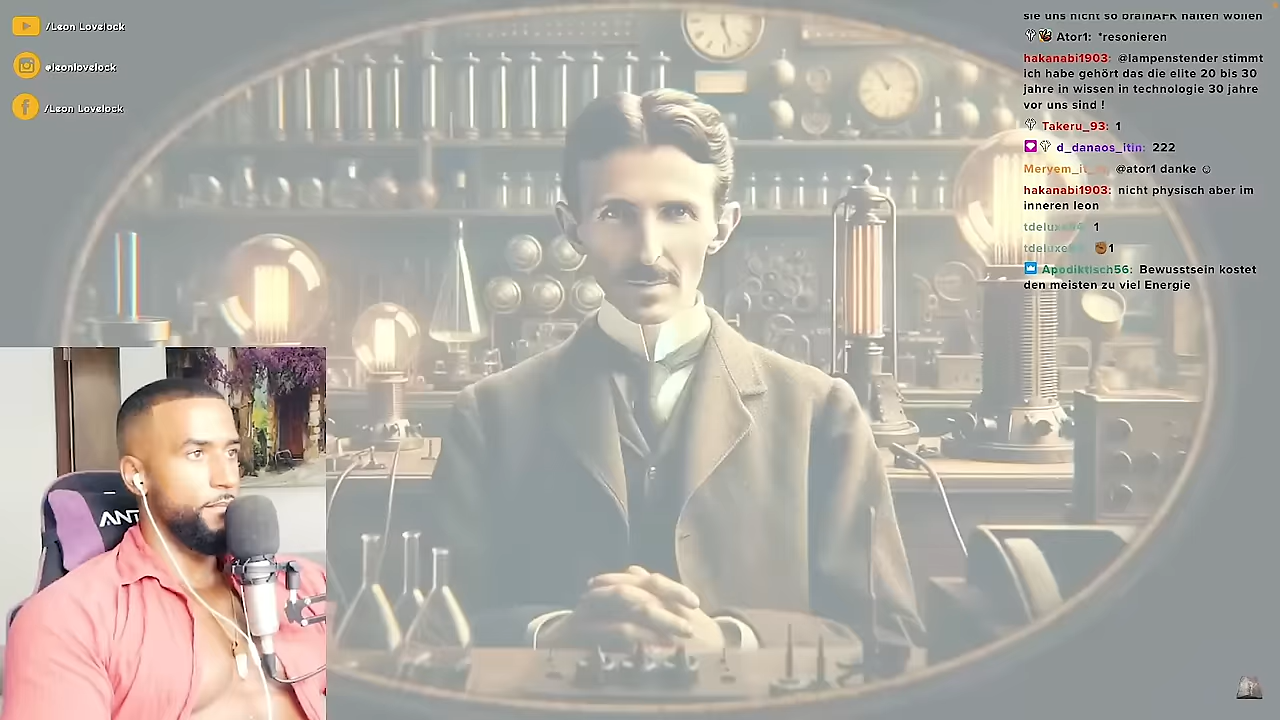 /Leon Lovelock
@leonlovelock
/Leon Lovelock
sie uns nicht so brainAFK halten wollen
Ator1: *resonieren
hakanabi1903: @lampenstender stimmt
ich habe gehört das die elite 20 bis 30
jahre in wissen in technologie 30 jahre
vor uns sind !
Takeru_93: 1
d_danaos_itin: 222
@ator1 danke ☺
hakanabi1903: nicht physisch aber im
inneren leon
1
1
Apodiktisch56: Bewusstsein kostet
den meisten zu viel Energie
ANT